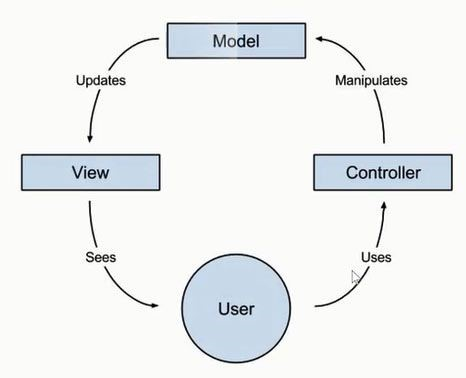 Model
Updates
Manipulates
View
Controller
Sees
Uses
User